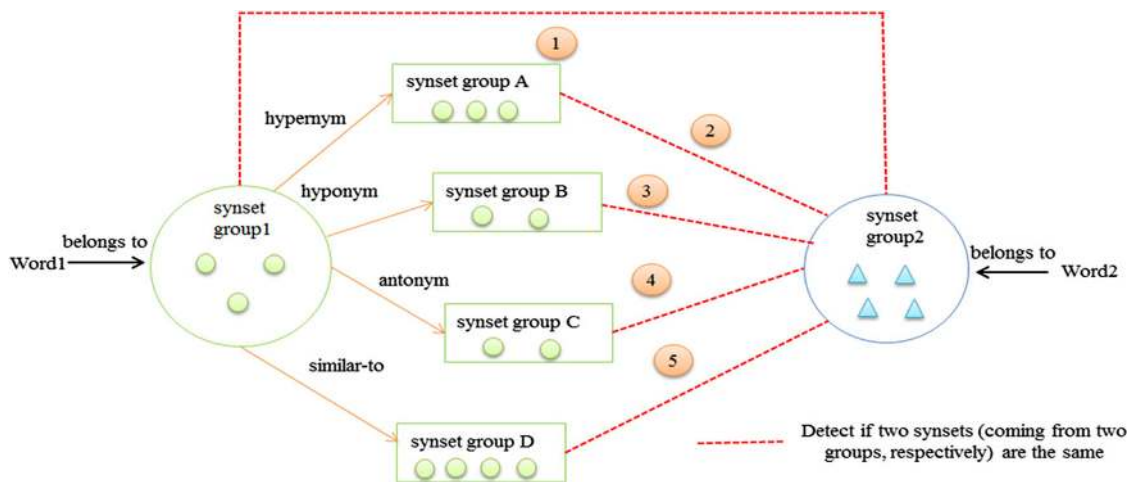 1
synset group A
hypernym
2
hyponym
synset group B
3
synset
group1
synset
group2
belongs to
Word1
belongs to
Word2
antonym
4
synset group C
similar-to
5
synset group D
Detect if two synsets (coming from two
groups, respectively) are the same